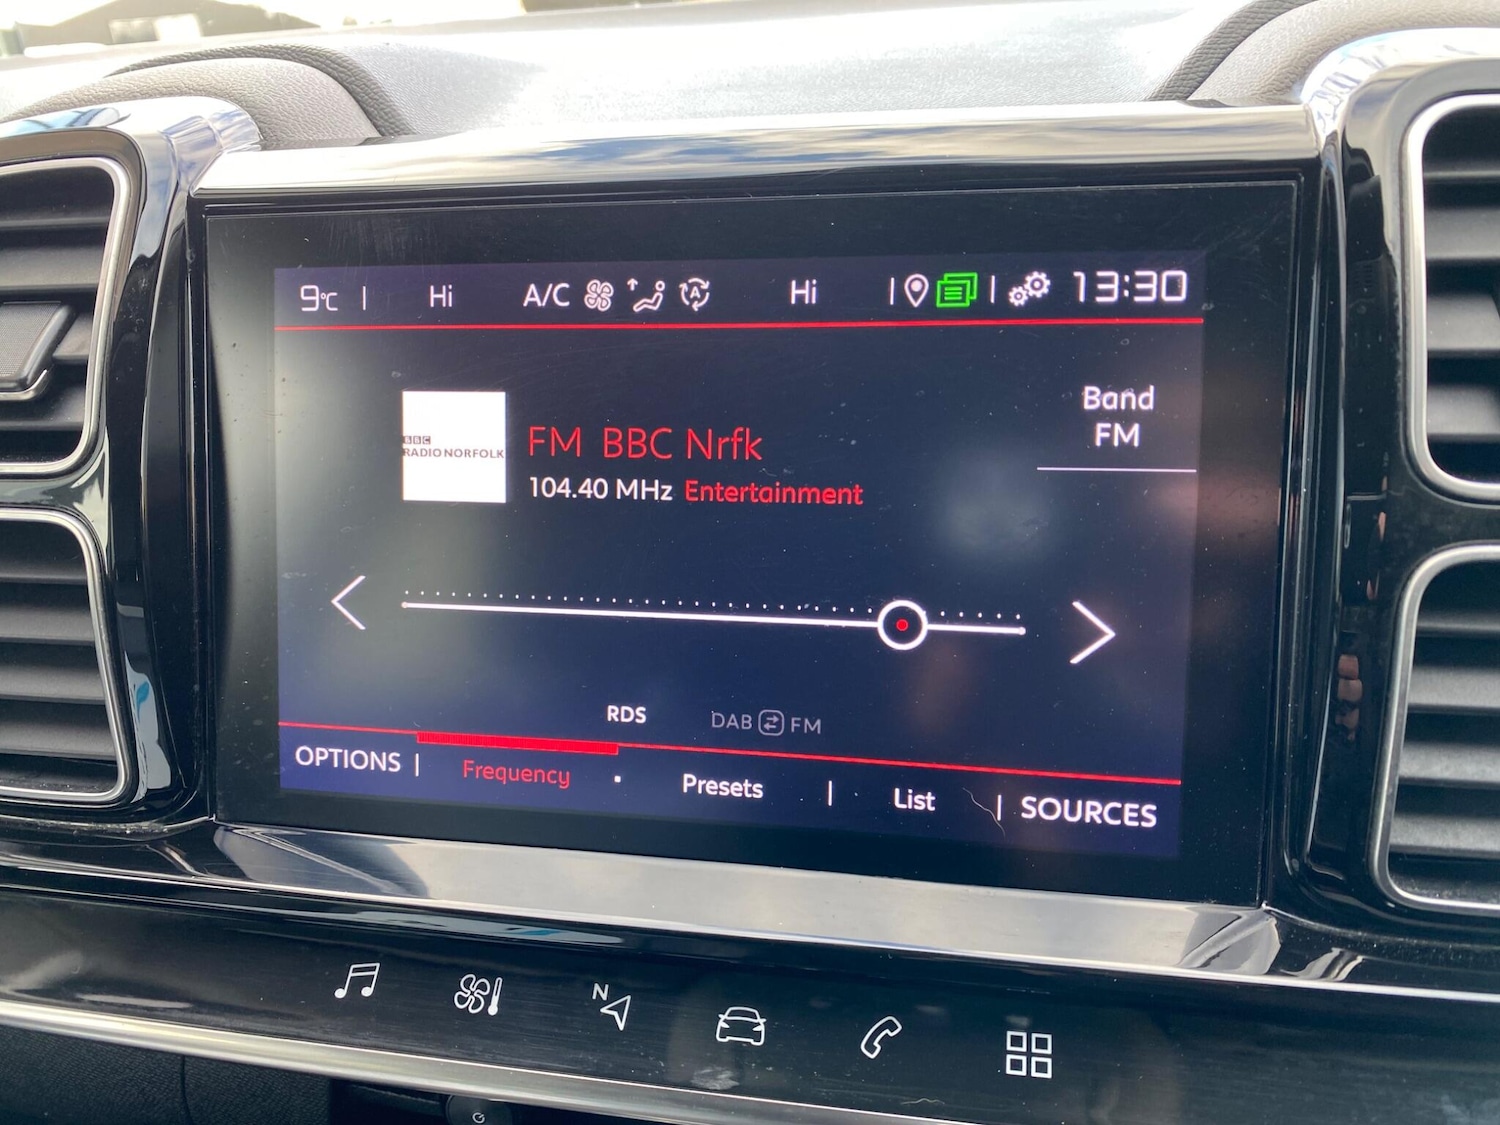 9°C | Hi A/C A Hi | | 13:30
Band
FM
BBC
RADIO NORFOLK
FM BBC Nrfk
104.40 MHz Entertainment
RDS DAB FM
OPTIONS | Frequency · Presets | List | SOURCES
N